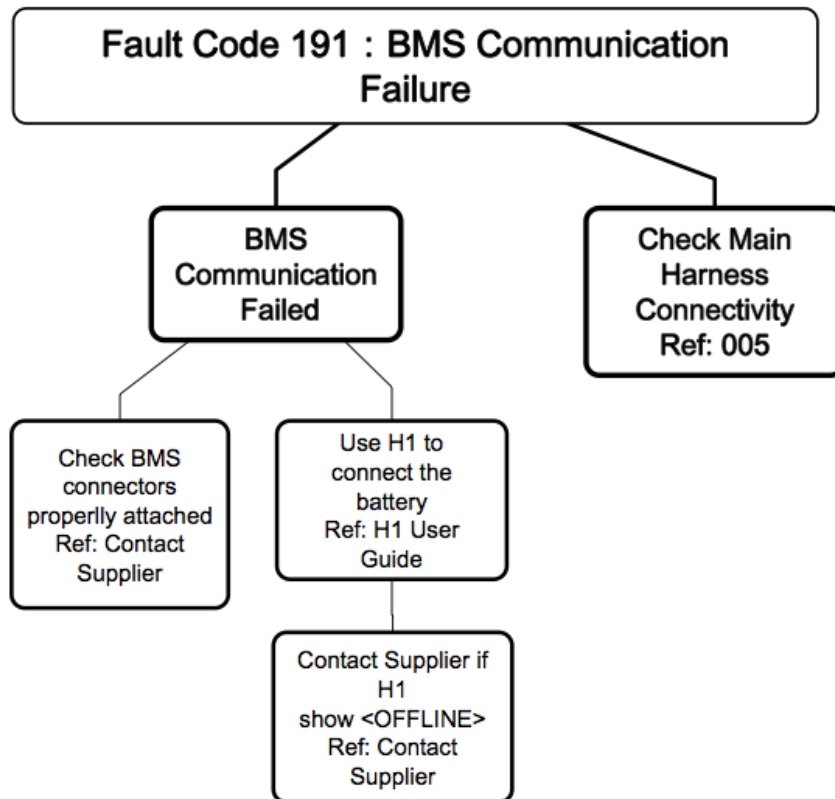 Fault Code 191 : BMS Communication
Failure
BMS
Communication
Failed
Check Main
Harness
Connectivity
Ref: 005
Check BMS
connectors
properlly attached
Ref: Contact
Supplier
Use H1 to
connect the
battery
Ref: H1 User
Guide
Contact Supplier if
H1
show <OFFLINE>
Ref: Contact
Supplier